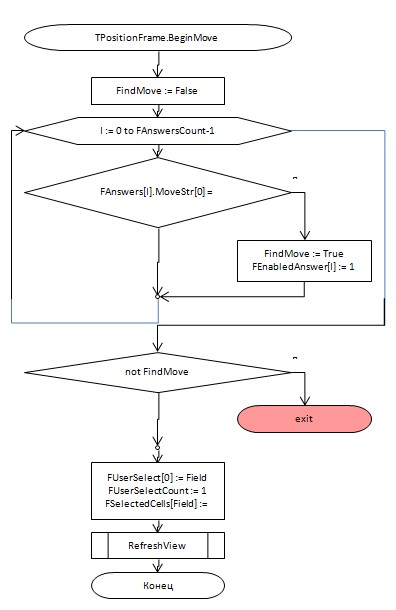 TPositionFrame.BeginMove
FindMove := False
I := 0 to FAnswersCount-1
FAnswers[I].MoveStr[0] =
FindMove := True
FEnabledAnswer[I] := 1
not FindMove
exit
FUserSelect[0] := Field
FUserSelectCount := 1
FSelectedCells[Field] :=
RefreshView
Конец